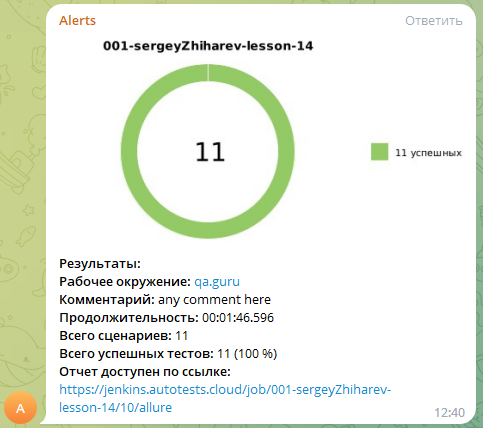 Alerts
Ответить
001-sergeyZhiharev-lesson-14
11
11 успешных
Результаты:
Рабочее окружение: qa.guru
Комментарий: any comment here
Продолжительность: 00:01:46.596
Всего сценариев: 11
Всего успешных тестов: 11 (100 %)
Отчет доступен по ссылке:
https://jenkins.autotests.cloud/job/001-sergeyZhiharev-
lesson-14/10/allure
A
12:40